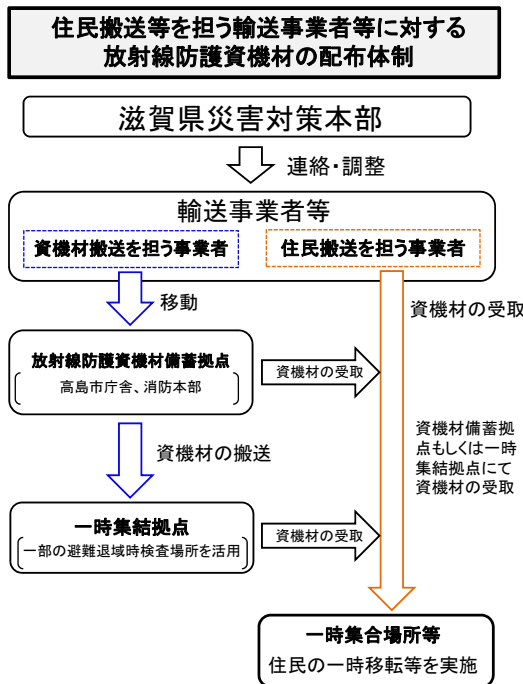 住民搬送等を担う輸送事業者等に対する
放射線防護資機材の配布体制
滋賀県災害対策本部
連絡・調整
輸送事業者等
資機材搬送を担う事業者
住民搬送を担う事業者
移動
資機材の受取
放射線防護資機材備蓄拠点
高島市庁舎、消防本部
資機材の受取
資機材の搬送
資機材備蓄拠
点もしくは一時
集結拠点にて
資機材の受取
一時集結拠点
一部の避難退域時検査場所を活用
資機材の受取
一時集合場所等
住民の一時移転等を実施